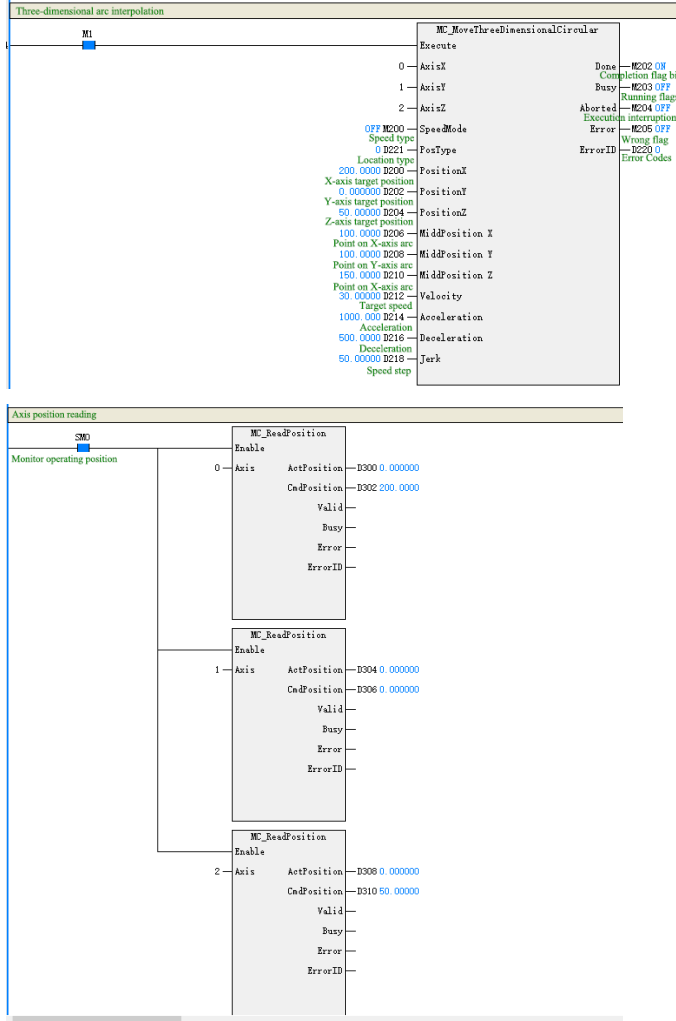 Three-dimensional arc interpolation
M1
MC_MoveThreeDimensionalCircular
Execute
0 AxisX Done M202 ON
Completion flag bi
1 AxisY Busy M203 OFF
Running flags
2 AxisZ Aborted M204 OFF
Execution interruption
OFF M200 SpeedMode Error M205 OFF
Speed type Wrong flag
0 D221 PosType ErrorID D220 0
Location type Error Codes
200.0000 D200 PositionX
X-axis target position
0.000000 D202 PositionY
Y-axis target position
50.00000 D204 PositionZ
Z-axis target position
100.0000 D206 MiddPosition X
Point on X-axis arc
100.0000 D208 MiddPosition Y
Point on Y-axis arc
150.0000 D210 MiddPosition Z
Point on X-axis arc
30.00000 D212 Velocity
Target speed
1000.000 D214 Acceleration
Acceleration
500.0000 D216 Deceleration
Deceleration
50.00000 D218 Jerk
Speed step
Axis position reading
SM0
Monitor operating position
MC_ReadPosition
Enable
0 Axis ActPosition D300 0.000000
CmdPosition D302 200.0000
Valid
Busy
Error
ErrorID
MC_ReadPosition
Enable
1 Axis ActPosition D304 0.000000
CmdPosition D306 0.000000
Valid
Busy
Error
ErrorID
MC_ReadPosition
Enable
2 Axis ActPosition D308 0.000000
CmdPosition D310 50.00000
Valid
Busy
Error
ErrorID